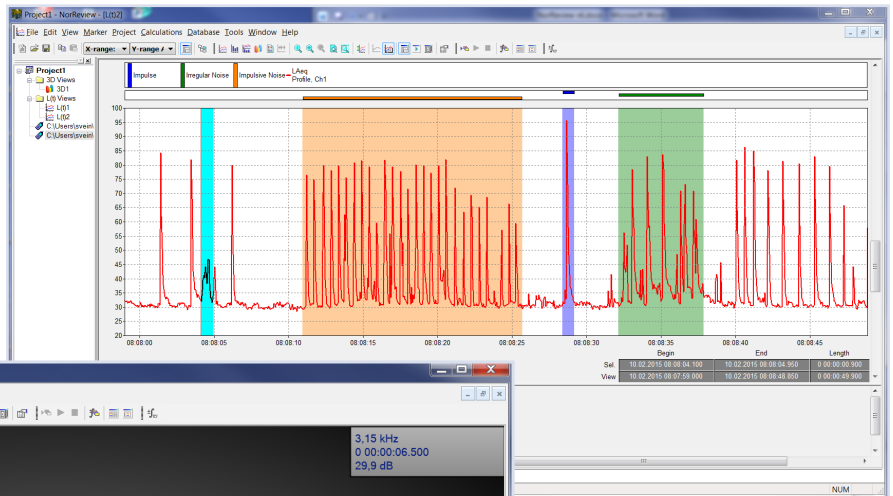 Project1 - NorReview - [L(t)2]
File Edit View Marker Project Calculations Database Tools Window Help
X-range: Y-range /
Project1
3D Views
3D1
L(t) Views
L(t)1
L(t)2
C:\Users\svein\
C:\Users\svein\
Impulse Irregular Noise Impulsive Noise LAeq
Profile, Ch1
100
95
90
85
80
75
70
65
60
55
50
45
40
35
30
25
20
08:08:00 08:08:05 08:08:10 08:08:15 08:08:20 08:08:25 08:08:30 08:08:35 08:08:40 08:08:45
Begin End Length
Sel. 10.02.2015 08:08:04.100 10.02.2015 08:08:04.950 0 00:00:00.900
View 10.02.2015 08:07:59.000 10.02.2015 08:08:48.850 0 00:00:49.900
3,15 kHz
0 00:00:06.500
29,9 dB
NUM